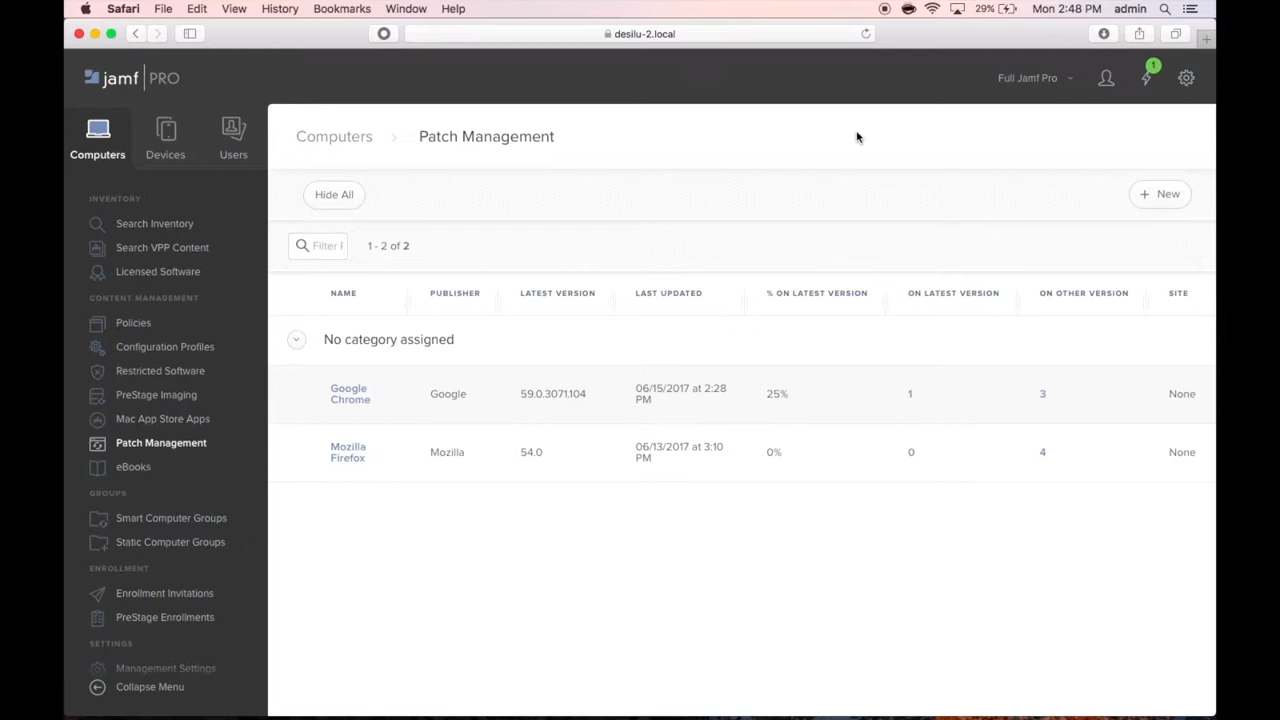 Safari File Edit View History Bookmarks Window Help 29% Mon 2:48 PM admin
desilu-2.local
jamf PRO
Full Jamf Pro
1
Computers
Devices
Users
INVENTORY
Search Inventory
Search VPP Content
Licensed Software
CONTENT MANAGEMENT
Policies
Configuration Profiles
Restricted Software
PreStage Imaging
Mac App Store Apps
Patch Management
eBooks
GROUPS
Smart Computer Groups
Static Computer Groups
ENROLLMENT
Enrollment Invitations
PreStage Enrollments
SETTINGS
Management Settings
Collapse Menu
Computers > Patch Management
Hide All
+ New
Filter
1 - 2 of 2
NAME PUBLISHER LATEST VERSION LAST UPDATED % ON LATEST VERSION ON LATEST VERSION ON OTHER VERSION SITE
No category assigned
Google Chrome Google 59.0.3071.104 06/15/2017 at 2:28 PM 25% 1 3 None
Mozilla Firefox Mozilla 54.0 06/13/2017 at 3:10 PM 0% 0 4 None